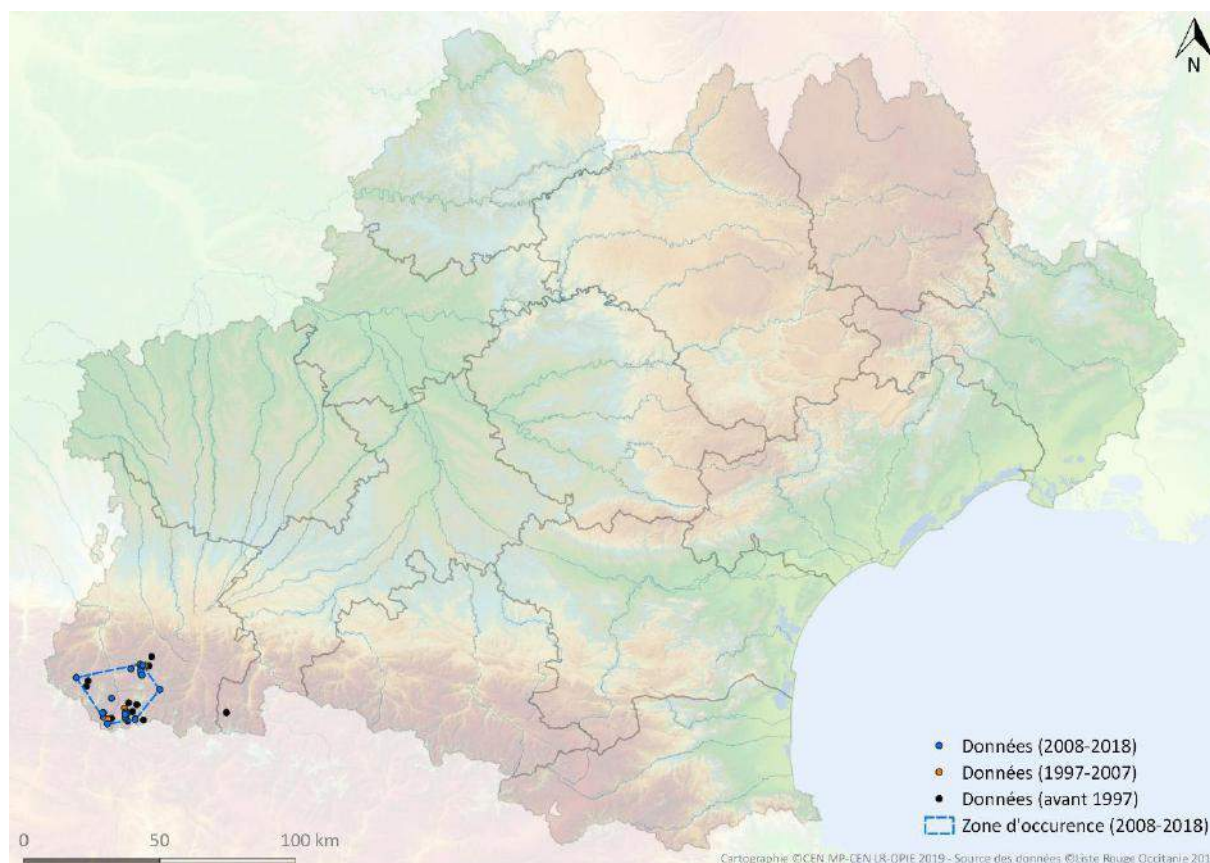 N
Données (2008-2018)
Données (1997-2007)
Données (avant 1997)
Zone d'occurence (2008-2018)
0 50 100 km
Cartographie ©CEN MP-CEN LR-OPIE 2019 - Source des données ©Liste Rouge Occitanie 201